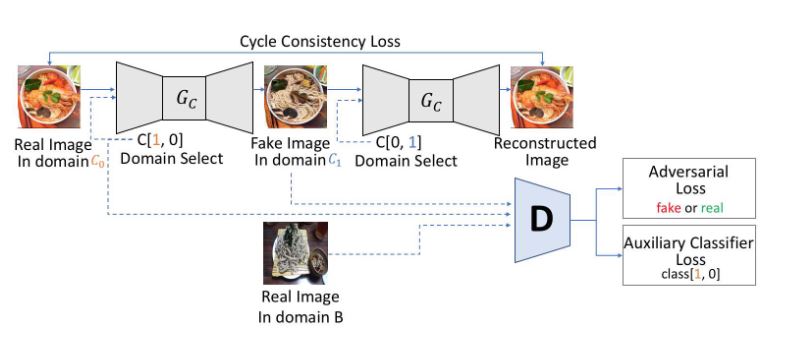 Cycle Consistency Loss
G_C
G_C
Real Image
In domain C₀
C[1, 0]
Domain Select
Fake Image
In domain C₁
C[0, 1]
Domain Select
Reconstructed
Image
D
Adversarial
Loss
fake or real
Auxiliary Classifier
Loss
class[1, 0]
Real Image
In domain B